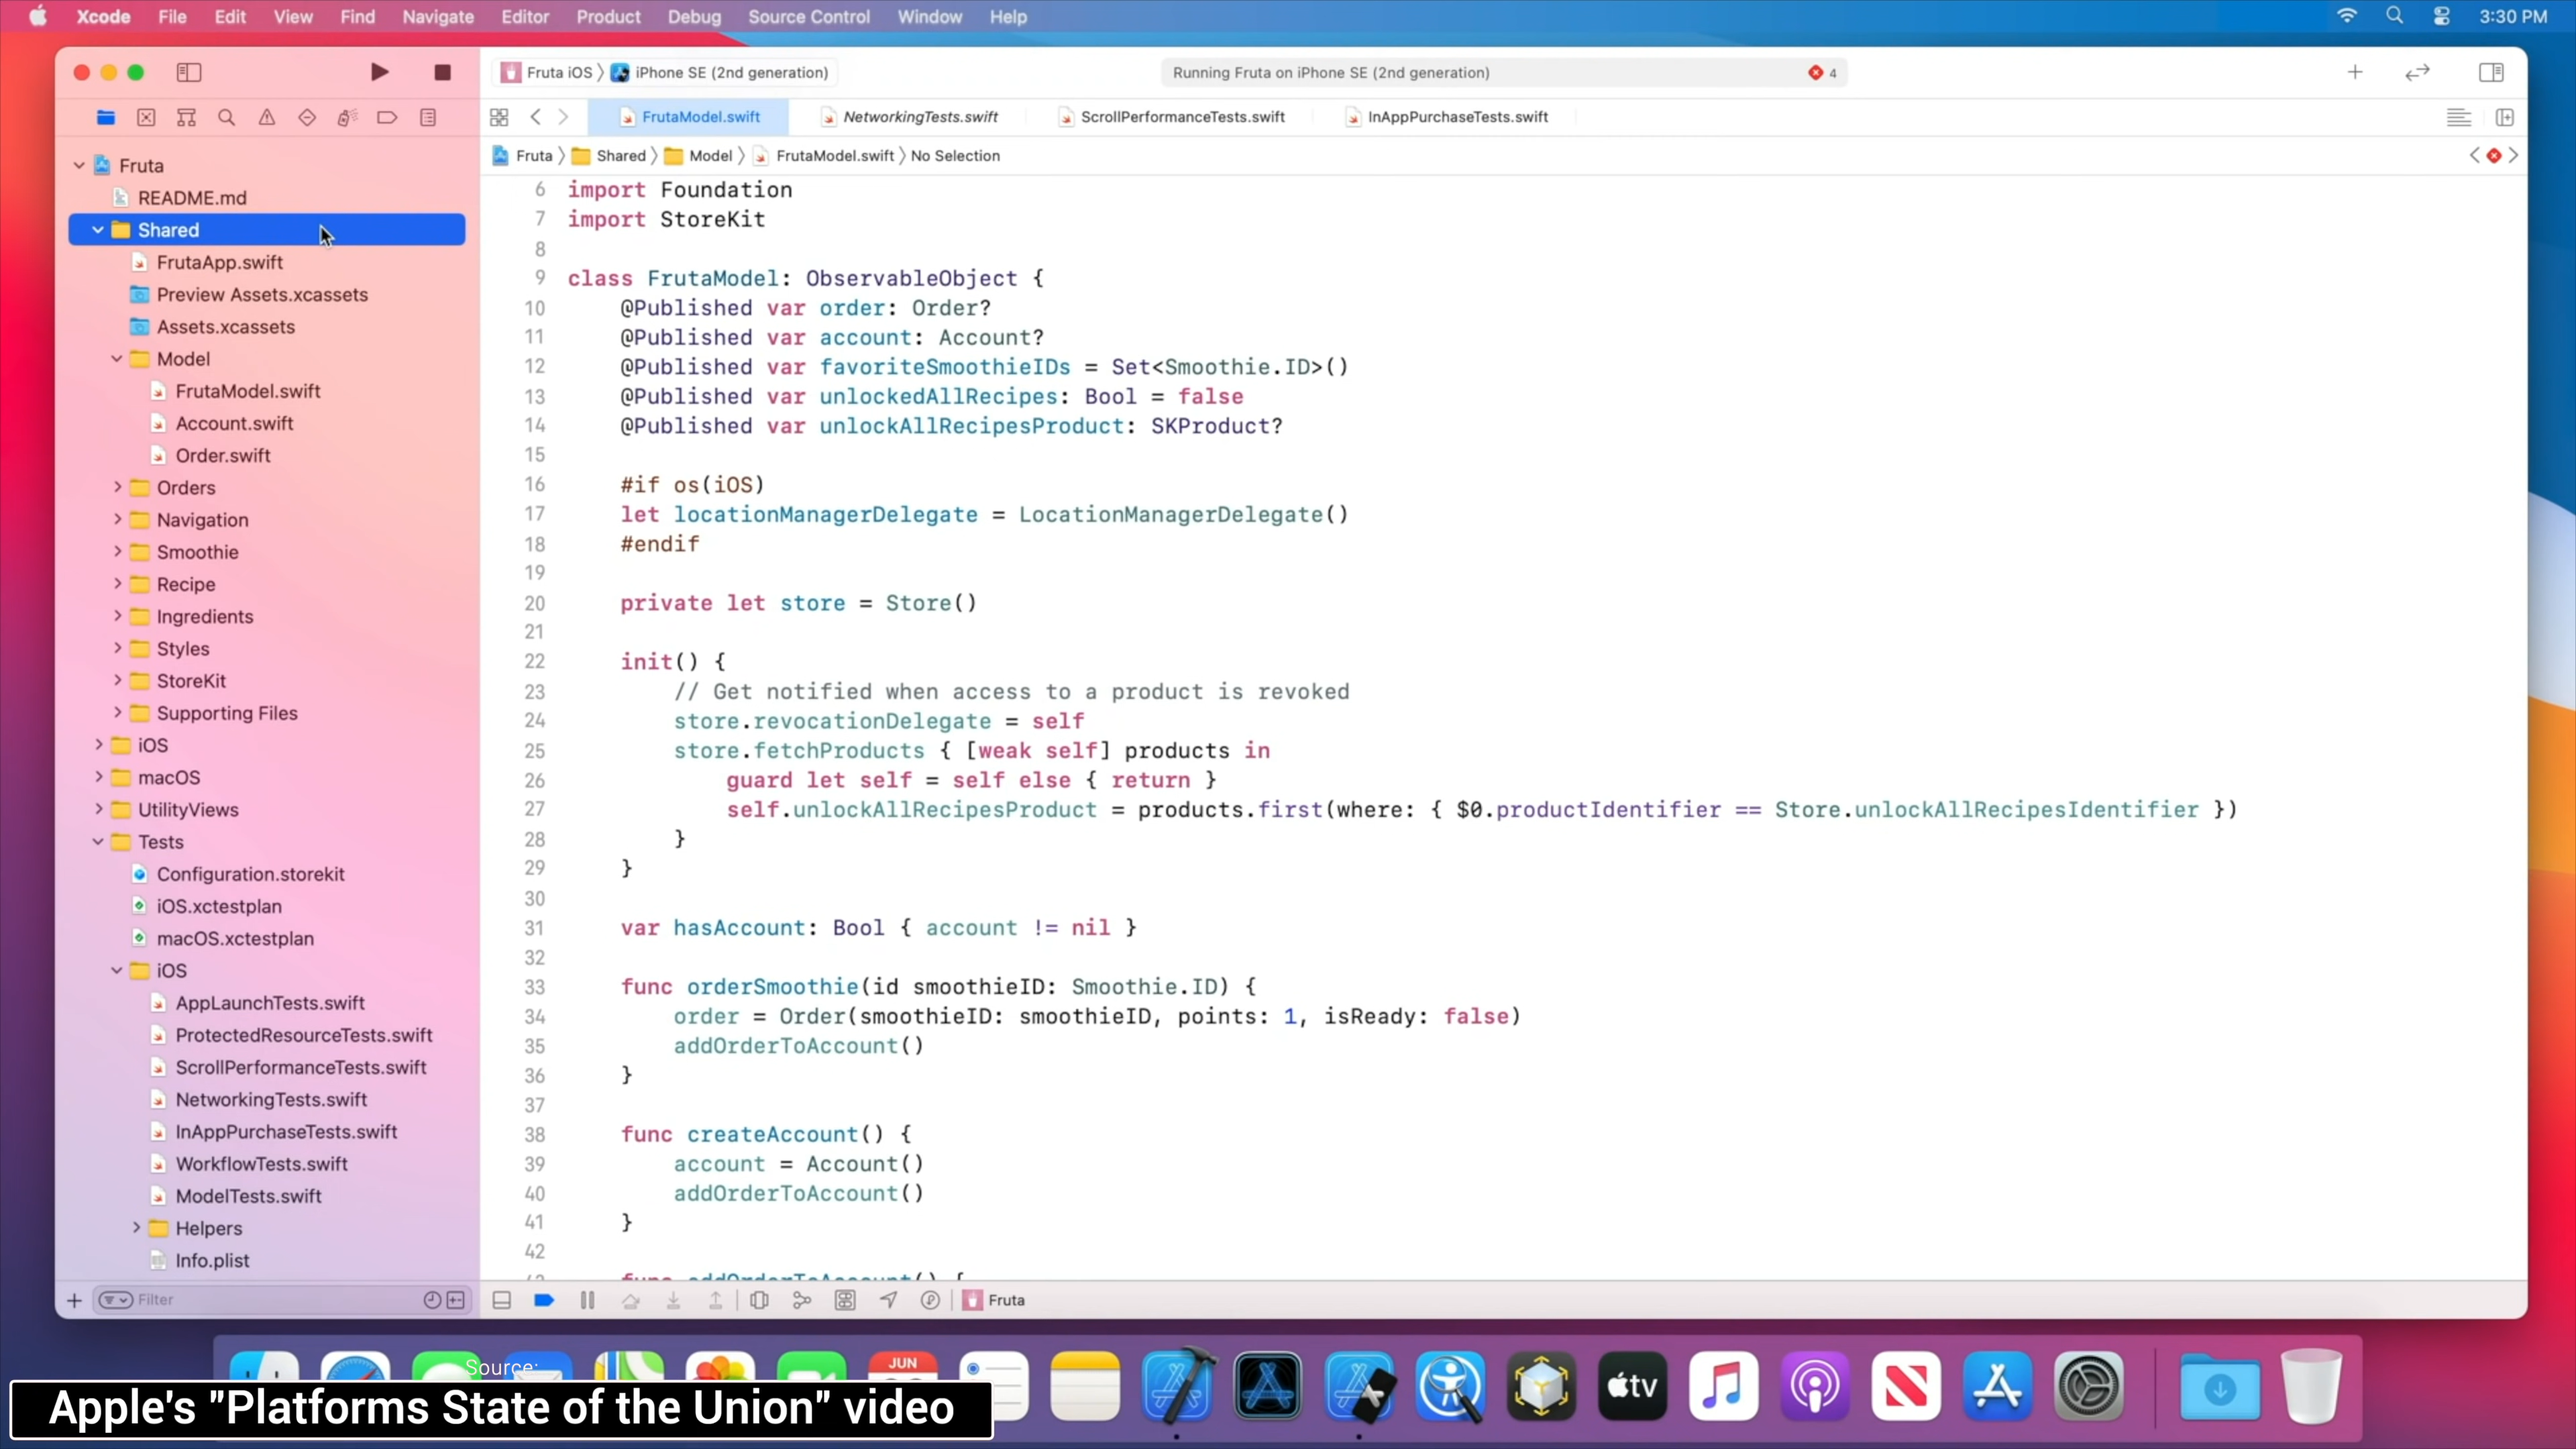 Xcode File Edit View Find Navigate Editor Product Debug Source Control Window Help 3:30 PM
Fruta iOS iPhone SE (2nd generation) Running Fruta on iPhone SE (2nd generation) 4
FrutaModel.swift NetworkingTests.swift ScrollPerformanceTests.swift InAppPurchaseTests.swift
Fruta Shared Model FrutaModel.swift No Selection
Fruta
README.md
Shared
FrutaApp.swift
Preview Assets.xcassets
Assets.xcassets
Model
FrutaModel.swift
Account.swift
Order.swift
Orders
Navigation
Smoothie
Recipe
Ingredients
Styles
StoreKit
Supporting Files
iOS
macOS
UtilityViews
Tests
Configuration.storekit
iOS.xctestplan
macOS.xctestplan
iOS
AppLaunchTests.swift
ProtectedResourceTests.swift
ScrollPerformanceTests.swift
NetworkingTests.swift
InAppPurchaseTests.swift
WorkflowTests.swift
ModelTests.swift
Helpers
Info.plist
Filter
6 import Foundation
7 import StoreKit
8
9 class FrutaModel: ObservableObject {
10 @Published var order: Order?
11 @Published var account: Account?
12 @Published var favoriteSmoothieIDs = Set<Smoothie.ID>()
13 @Published var unlockedAllRecipes: Bool = false
14 @Published var unlockAllRecipesProduct: SKProduct?
15
16 #if os(iOS)
17 let locationManagerDelegate = LocationManagerDelegate()
18 #endif
19
20 private let store = Store()
21
22 init() {
23 // Get notified when access to a product is revoked
24 store.revocationDelegate = self
25 store.fetchProducts { [weak self] products in
26 guard let self = self else { return }
27 self.unlockAllRecipesProduct = products.first(where: { $0.productIdentifier == Store.unlockAllRecipesIdentifier })
28 }
29 }
30
31 var hasAccount: Bool { account != nil }
32
33 func orderSmoothie(id smoothieID: Smoothie.ID) {
34 order = Order(smoothieID: smoothieID, points: 1, isReady: false)
35 addOrderToAccount()
36 }
37
38 func createAccount() {
39 account = Account()
40 addOrderToAccount()
41 }
42
func addOrderToAccount() {
Fruta
Source:
JUN
tv
Apple's "Platforms State of the Union" video